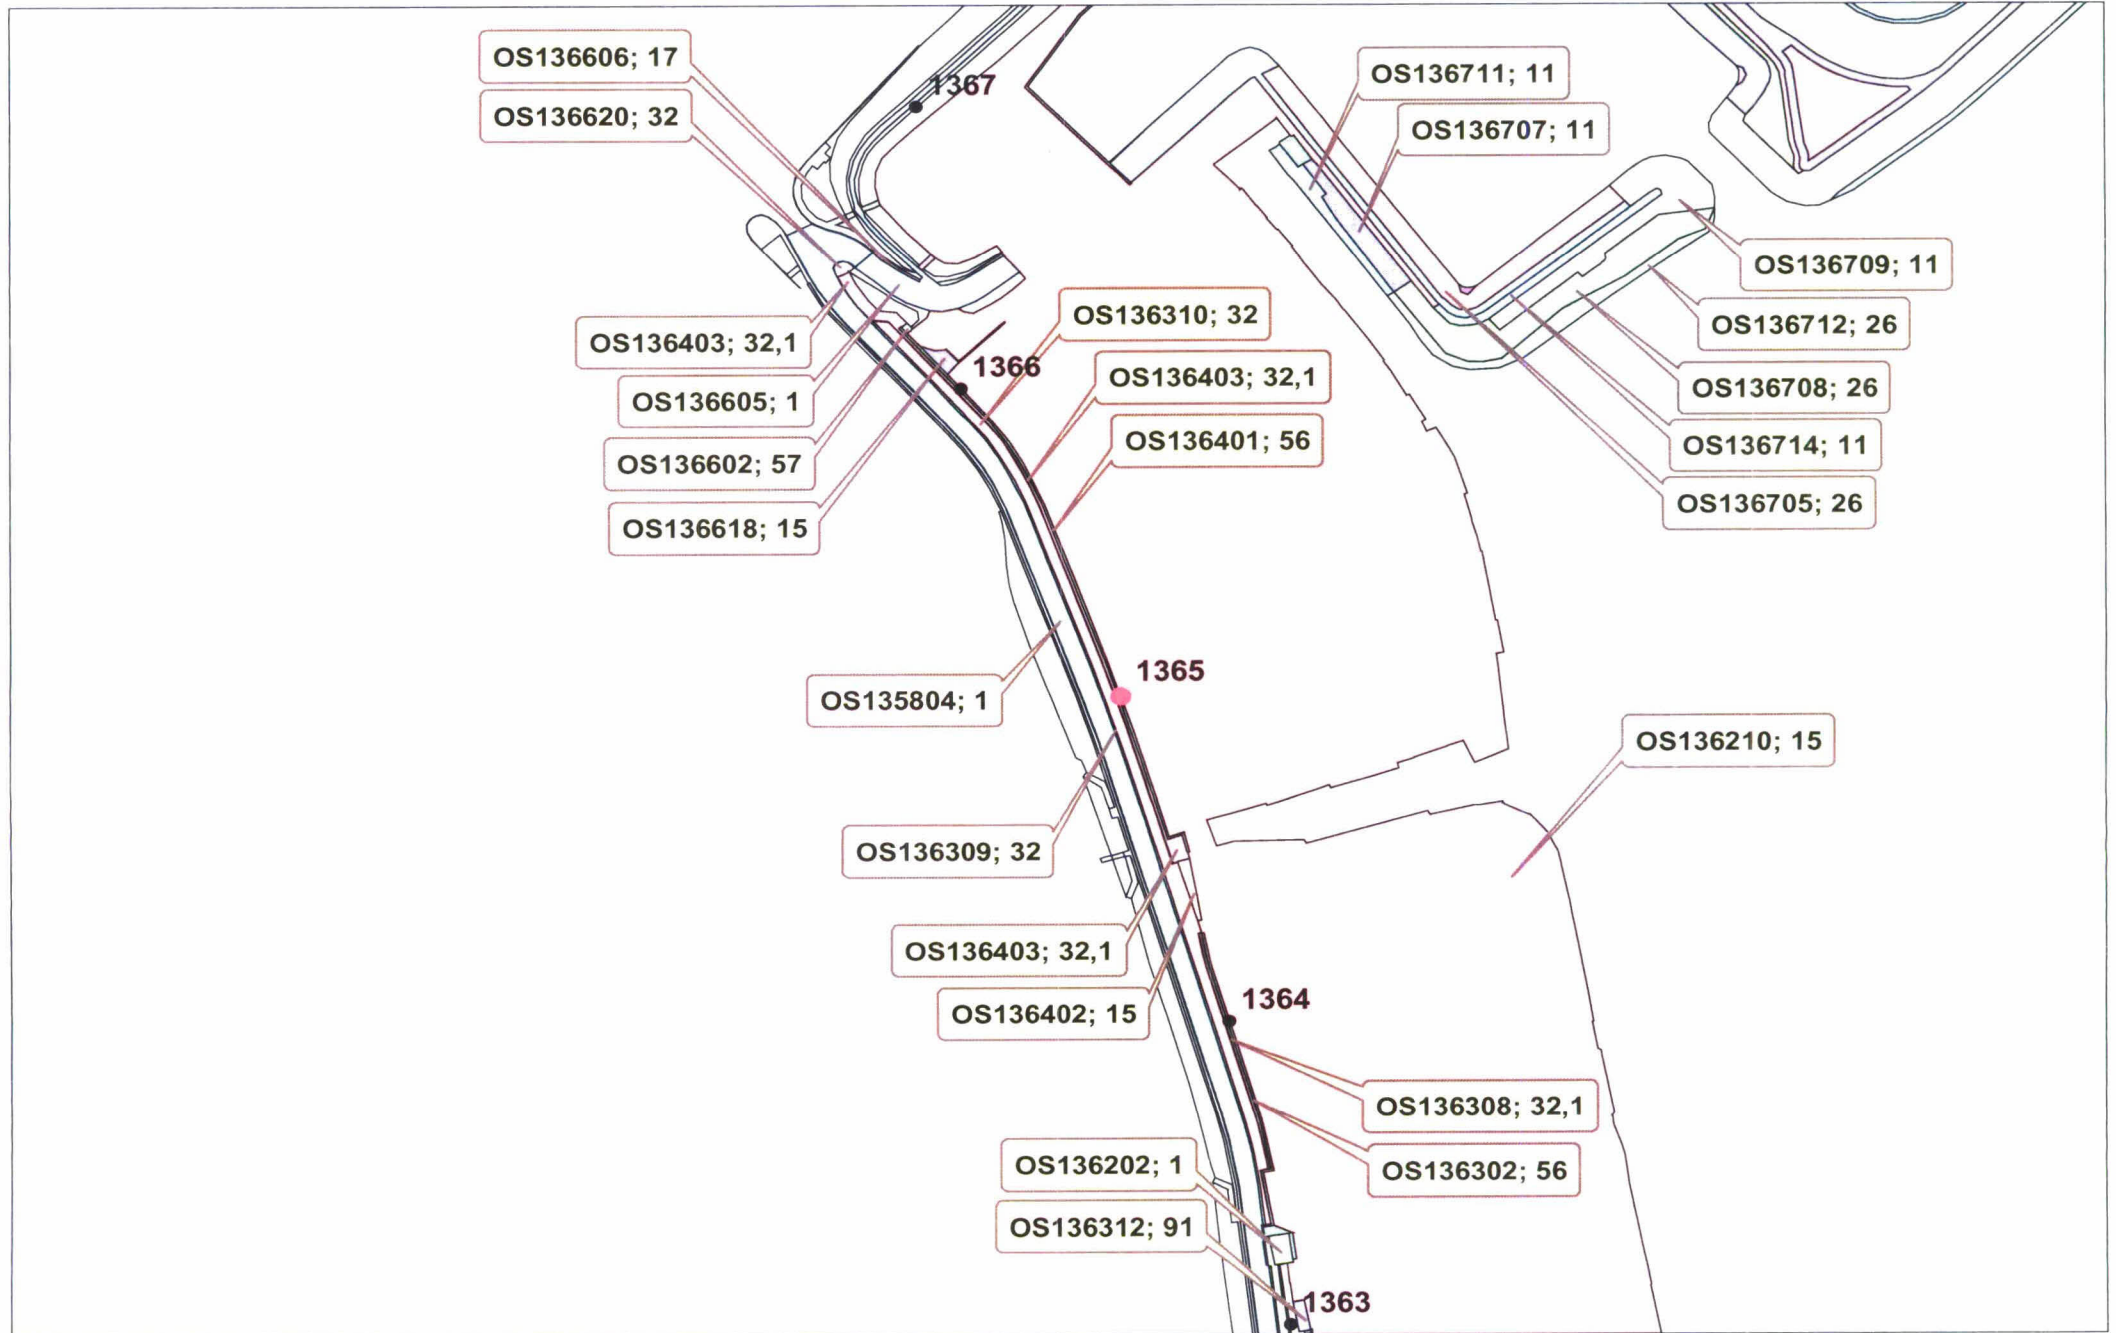 OS136606; 17
1367
OS136620; 32
OS136711; 11
OS136707; 11
OS136709; 11
OS136712; 26
OS136708; 26
OS136714; 11
OS136705; 26
OS136403; 32,1
OS136605; 1
OS136602; 57
OS136618; 15
OS136310; 32
1366
OS136403; 32,1
OS136401; 56
1365
OS135804; 1
OS136210; 15
OS136309; 32
OS136403; 32,1
OS136402; 15
1364
OS136308; 32,1
OS136302; 56
OS136202; 1
OS136312; 91
1363